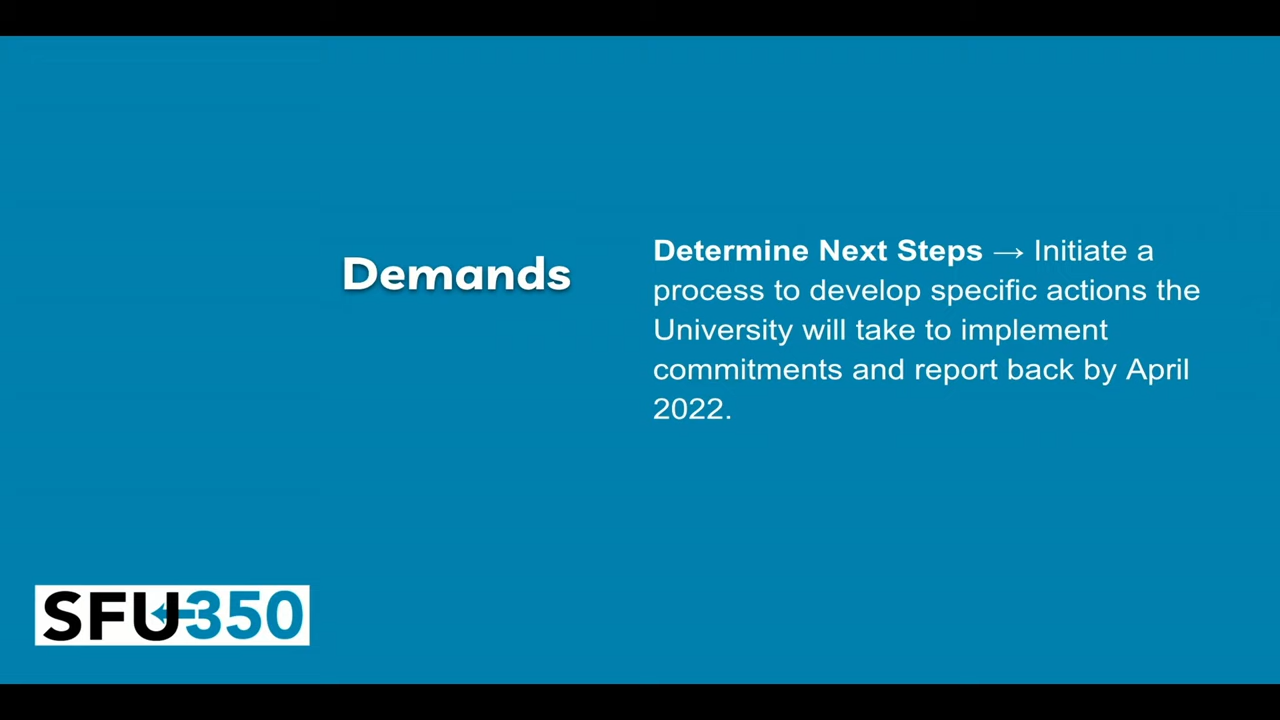 Demands
Determine Next Steps → Initiate a
process to develop specific actions the
University will take to implement
commitments and report back by April
2022.
SFU350